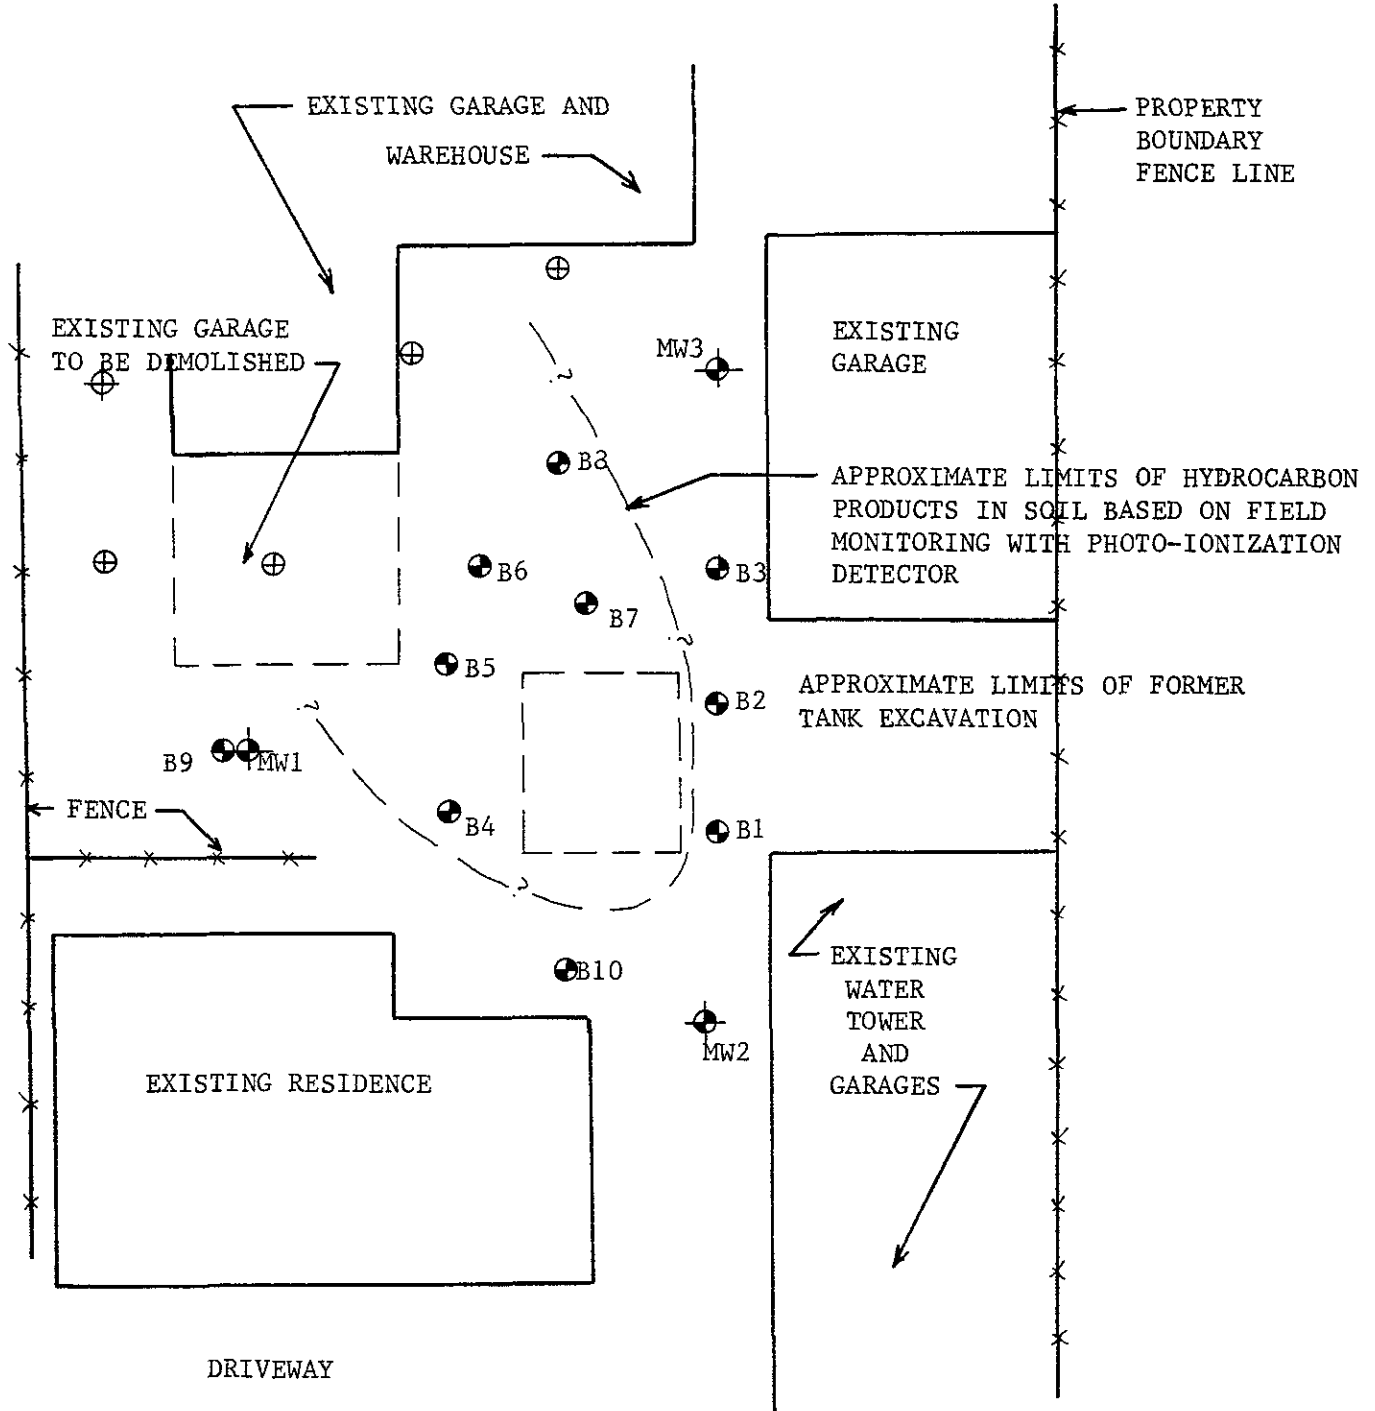 EXISTING GARAGE AND
WAREHOUSE
PROPERTY
BOUNDARY
FENCE LINE
EXISTING GARAGE
TO BE DEMOLISHED
MW3
EXISTING
GARAGE
B8
APPROXIMATE LIMITS OF HYDROCARBON
PRODUCTS IN SOIL BASED ON FIELD
MONITORING WITH PHOTO-IONIZATION
DETECTOR
?
B6
B3
B7
?
B5
B2
APPROXIMATE LIMITS OF FORMER
TANK EXCAVATION
?
B9
MW1
FENCE
B4
B1
?
B10
MW2
EXISTING
WATER
TOWER
AND
GARAGES
EXISTING RESIDENCE
DRIVEWAY